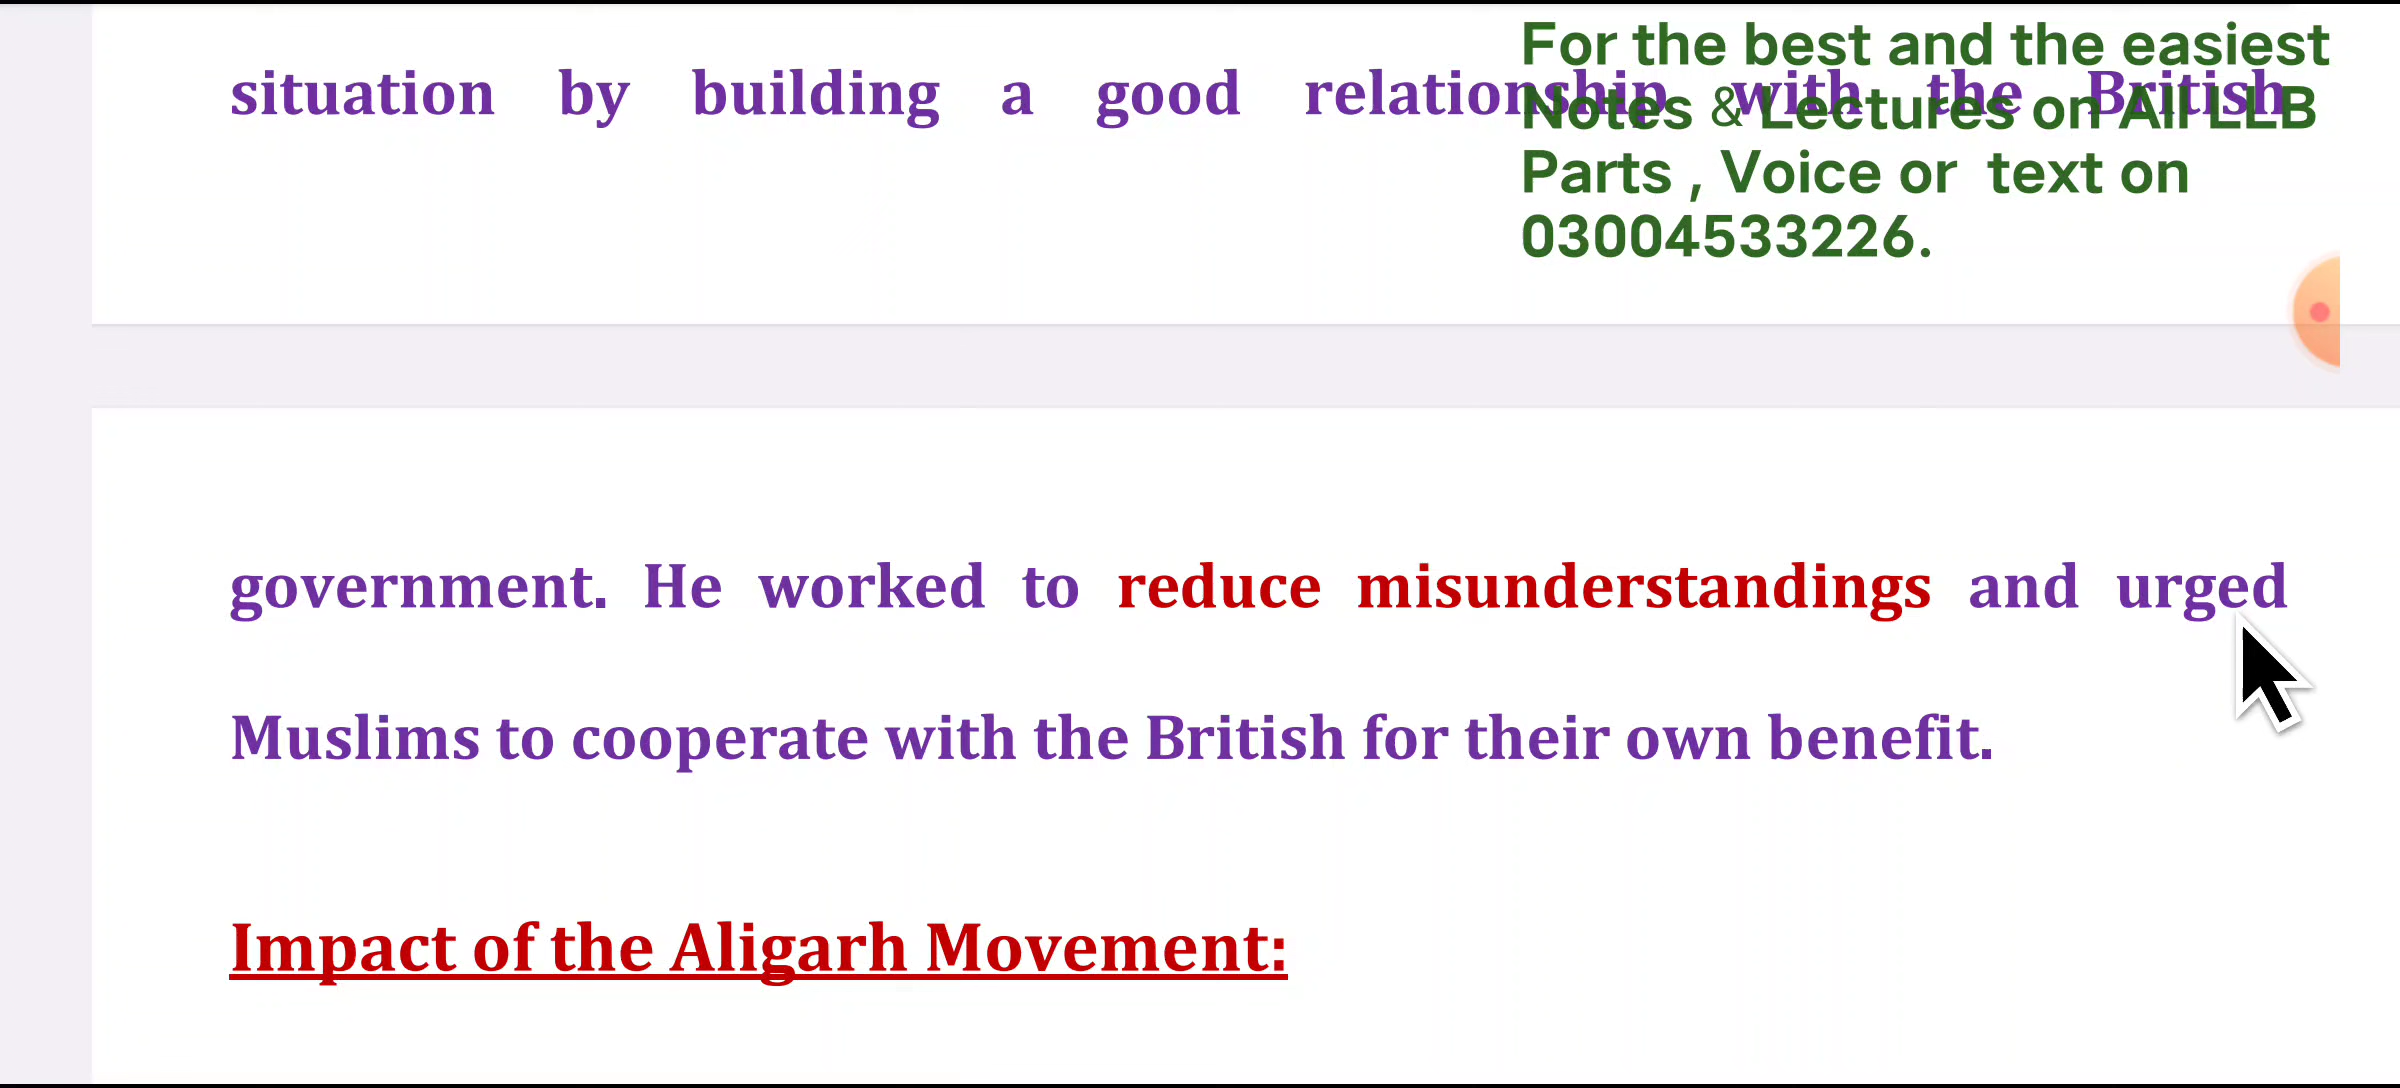 For the best and the easiest
situation by building a good relationship with the British
Notes & Lectures on All LLB
Parts , Voice or text on
03004533226.
government. He worked to reduce misunderstandings and urged
Muslims to cooperate with the British for their own benefit.
Impact of the Aligarh Movement: